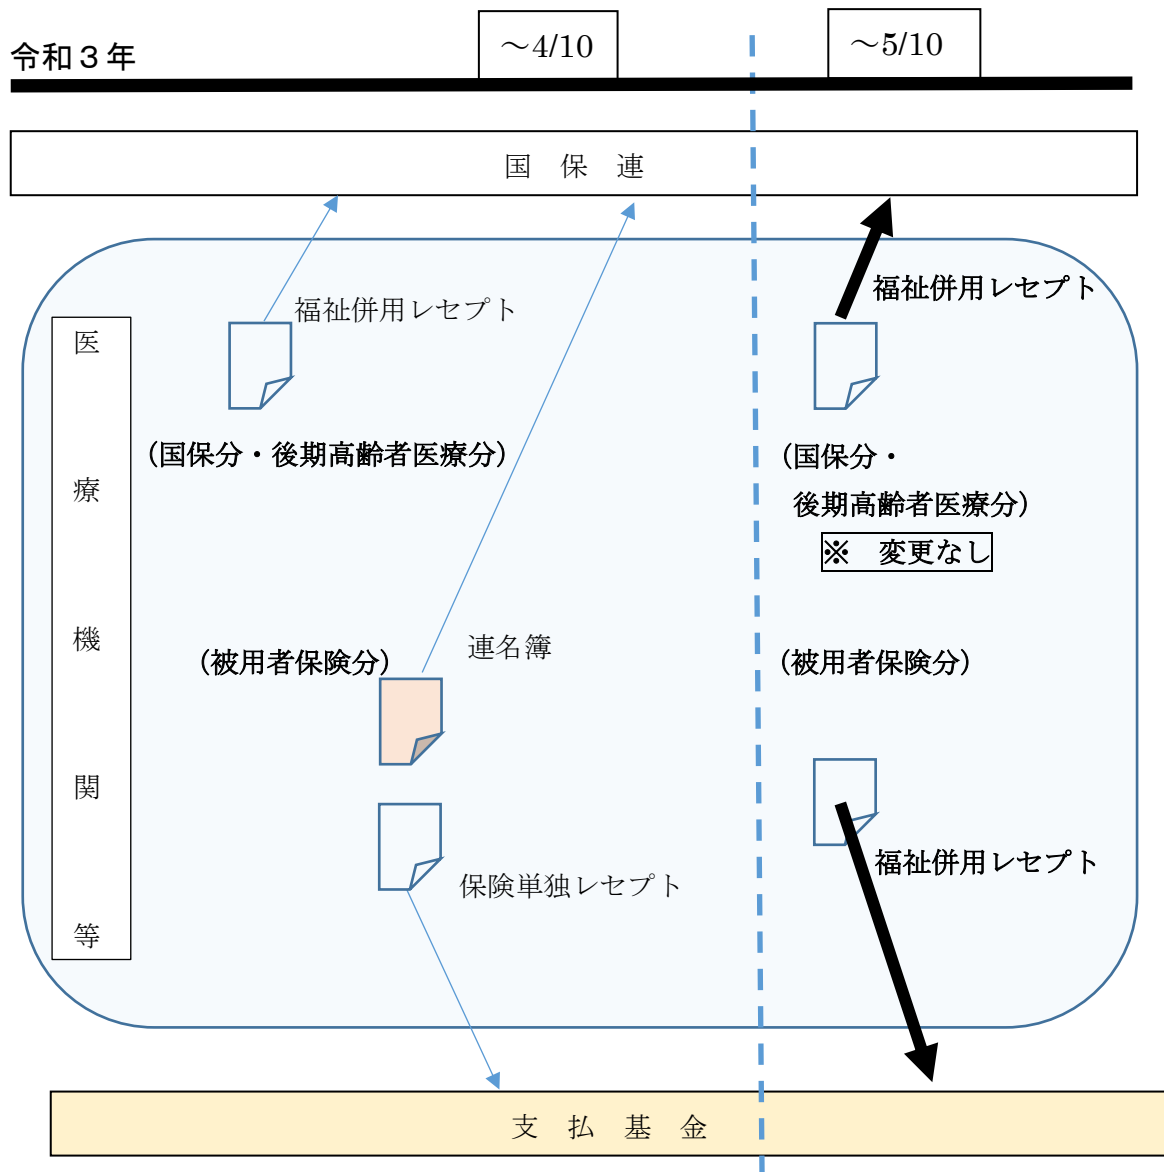 令和３年
～4/10
～5/10
国　保　連
福祉併用レセプト
福祉併用レセプト
医療機関等
（国保分・後期高齢者医療分）
（国保分・
後期高齢者医療分）
※　変更なし
（被用者保険分）
連名簿
（被用者保険分）
保険単独レセプト
福祉併用レセプト
支　払　基　金